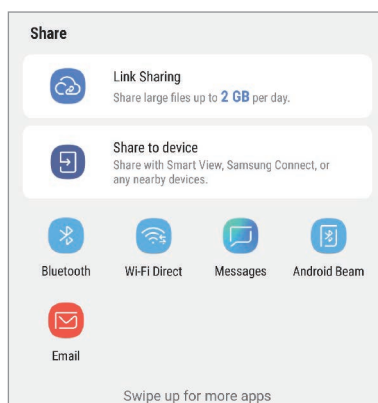 Share
Link Sharing
Share large files up to 2 GB per day.
Share to device
Share with Smart View, Samsung Connect, or
any nearby devices.
Bluetooth Wi-Fi Direct Messages Android Beam
Email
Swipe up for more apps